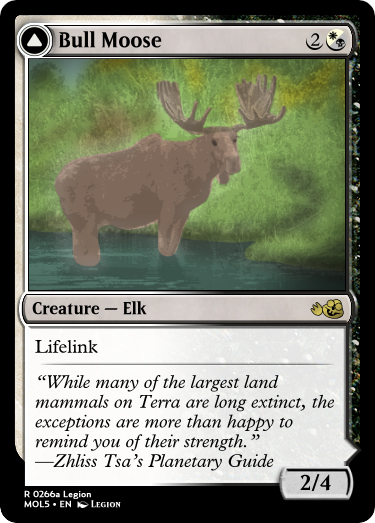 Bull Moose 2
Creature — Elk
Lifelink
“While many of the largest land
mammals on Terra are long extinct, the
exceptions are more than happy to
remind you of their strength.”
—Zhliss Tsa’s Planetary Guide
2/4
R 0266a Legion
MOL5 • EN Legion